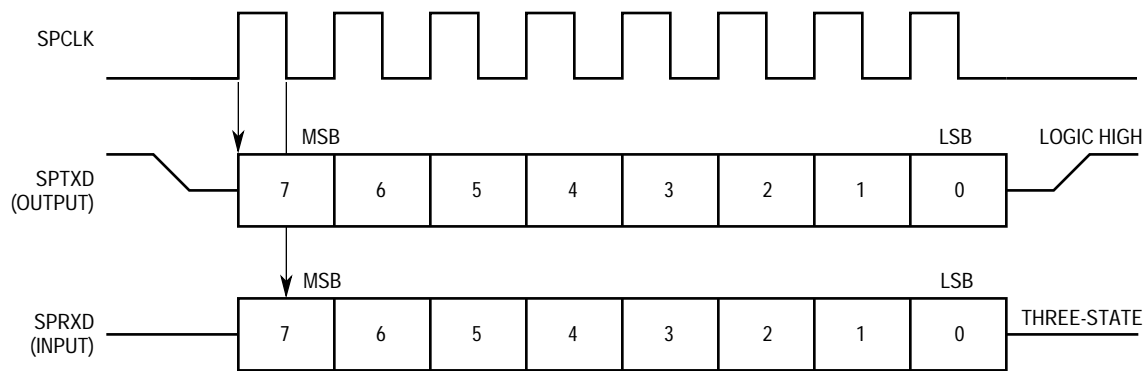 SPCLK
MSB
LSB
LOGIC HIGH
SPTXD
(OUTPUT)
7 6 5 4 3 2 1 0
MSB
LSB
SPRXD
(INPUT)
7 6 5 4 3 2 1 0
THREE-STATE